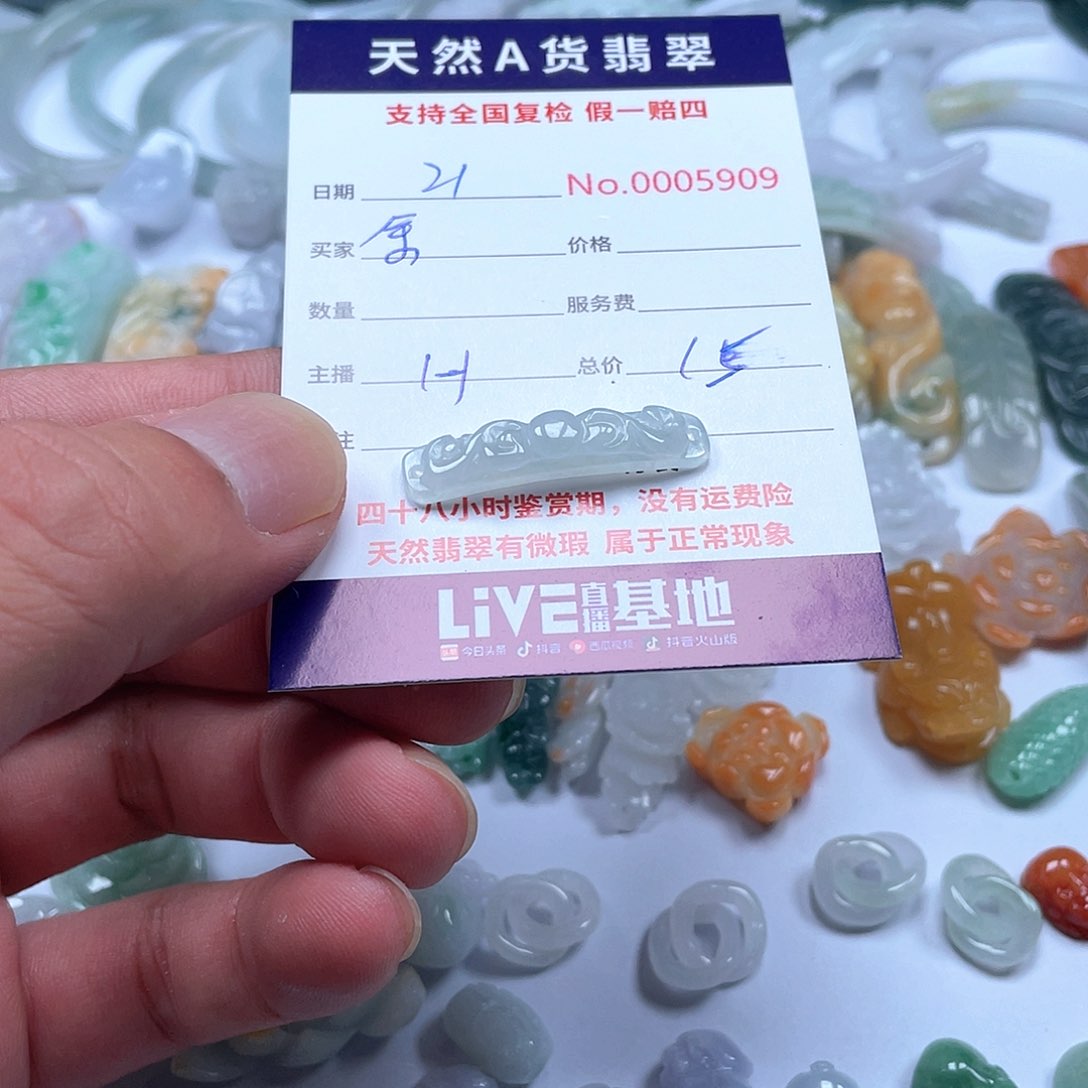 天然A货翡翠
支持全国复检 假一赔四
日期 21 No.0005909
买家 价格
数量 服务费
主播 H 总价 15
注
四十八小时鉴赏期，没有运费险
天然翡翠有微瑕 属于正常现象
LiVE直播基地
头条 今日头条 抖音 西瓜视频 抖音火山版